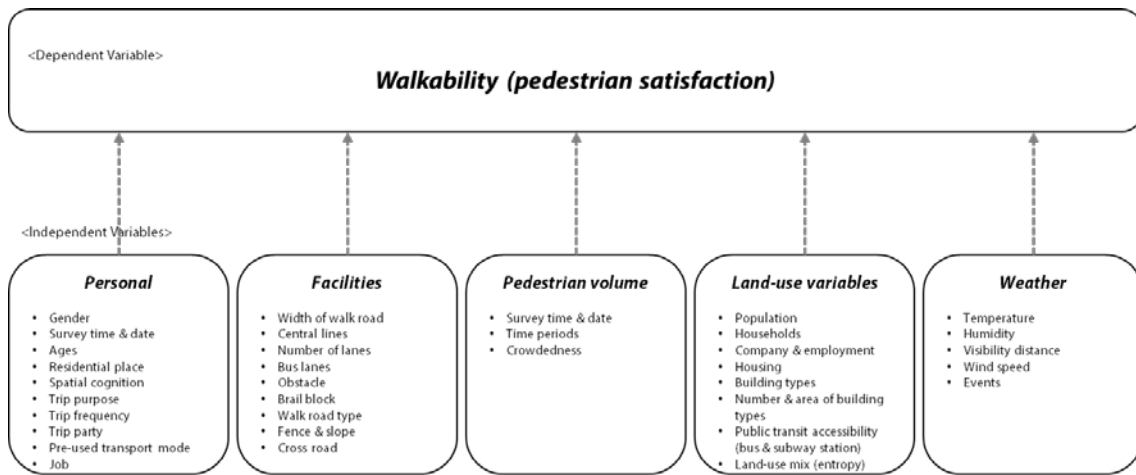 <Dependent Variable>
Walkability (pedestrian satisfaction)
<Independent Variables>
Personal
• Gender
• Survey time & date
• Ages
• Residential place
• Spatial cognition
• Trip purpose
• Trip frequency
• Trip party
• Pre-used transport mode
• Job
Facilities
• Width of walk road
• Central lines
• Number of lanes
• Bus lanes
• Obstacle
• Brail block
• Walk road type
• Fence & slope
• Cross road
Pedestrian volume
• Survey time & date
• Time periods
• Crowdedness
Land-use variables
• Population
• Households
• Company & employment
• Housing
• Building types
• Number & area of building
types
• Public transit accessibility
(bus & subway station)
• Land-use mix (entropy)
Weather
• Temperature
• Humidity
• Visibility distance
• Wind speed
• Events